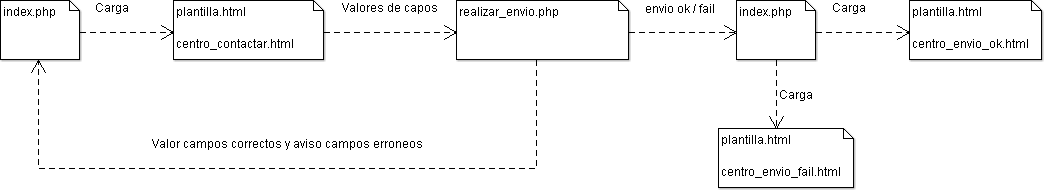 index.php
Carga
plantilla.html
centro_contactar.html
Valores de capos
realizar_envio.php
envio ok / fail
index.php
Carga
plantilla.html
centro_envio_ok.html
Carga
plantilla.html
centro_envio_fail.html
Valor campos correctos y aviso campos erroneos